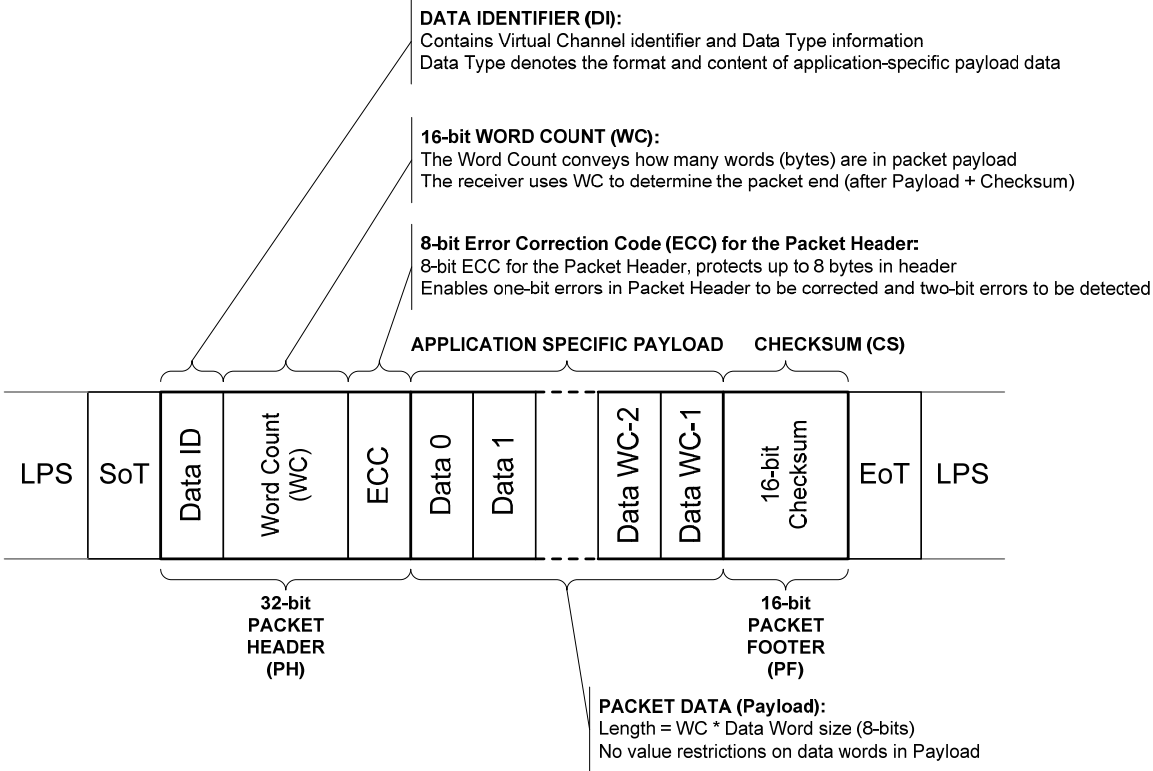 DATA IDENTIFIER (DI):
Contains Virtual Channel identifier and Data Type information
Data Type denotes the format and content of application-specific payload data
16-bit WORD COUNT (WC):
The Word Count conveys how many words (bytes) are in packet payload
The receiver uses WC to determine the packet end (after Payload + Checksum)
8-bit Error Correction Code (ECC) for the Packet Header:
8-bit ECC for the Packet Header, protects up to 8 bytes in header
Enables one-bit errors in Packet Header to be corrected and two-bit errors to be detected
APPLICATION SPECIFIC PAYLOAD
CHECKSUM (CS)
LPS
SoT
Data ID
Word Count
(WC)
ECC
Data 0
Data 1
Data WC-2
Data WC-1
16-bit
Checksum
EoT
LPS
32-bit
PACKET
HEADER
(PH)
16-bit
PACKET
FOOTER
(PF)
PACKET DATA (Payload):
Length = WC * Data Word size (8-bits)
No value restrictions on data words in Payload